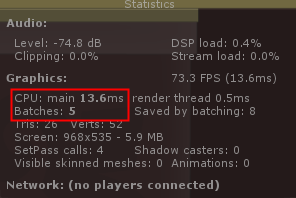 Statistics
Audio:
Level: -74.8 dB DSP load: 0.4%
Clipping: 0.0% Stream load: 0.0%
Graphics: 73.3 FPS (13.6ms)
CPU: main 13.6ms render thread 0.5ms
Batches: 5 Saved by batching: 8
Tris: 26 Verts: 52
Screen: 968x535 - 5.9 MB
SetPass calls: 4 Shadow casters: 0
Visible skinned meshes: 0 Animations: 0
Network: (no players connected)